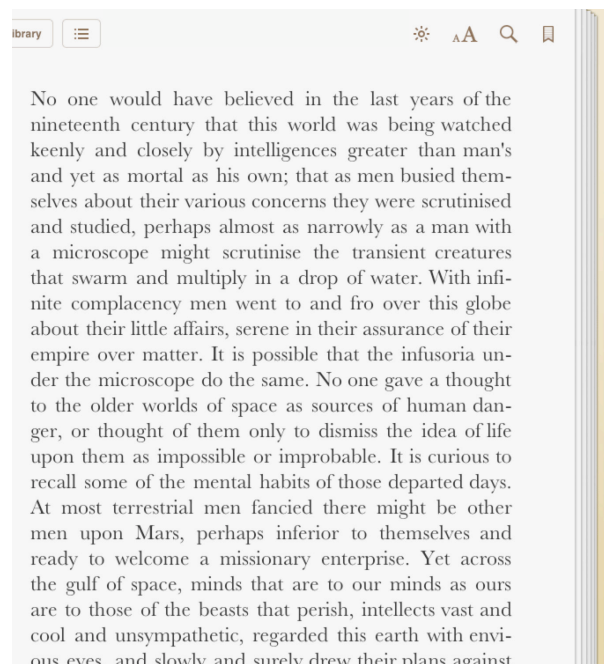 ibrary
AA
No one would have believed in the last years of the
nineteenth century that this world was being watched
keenly and closely by intelligences greater than man's
and yet as mortal as his own; that as men busied them-
selves about their various concerns they were scrutinised
and studied, perhaps almost as narrowly as a man with
a microscope might scrutinise the transient creatures
that swarm and multiply in a drop of water. With infi-
nite complacency men went to and fro over this globe
about their little affairs, serene in their assurance of their
empire over matter. It is possible that the infusoria un-
der the microscope do the same. No one gave a thought
to the older worlds of space as sources of human dan-
ger, or thought of them only to dismiss the idea of life
upon them as impossible or improbable. It is curious to
recall some of the mental habits of those departed days.
At most terrestrial men fancied there might be other
men upon Mars, perhaps inferior to themselves and
ready to welcome a missionary enterprise. Yet across
the gulf of space, minds that are to our minds as ours
are to those of the beasts that perish, intellects vast and
cool and unsympathetic, regarded this earth with envi-
ous eyes, and slowly and surely drew their plans against